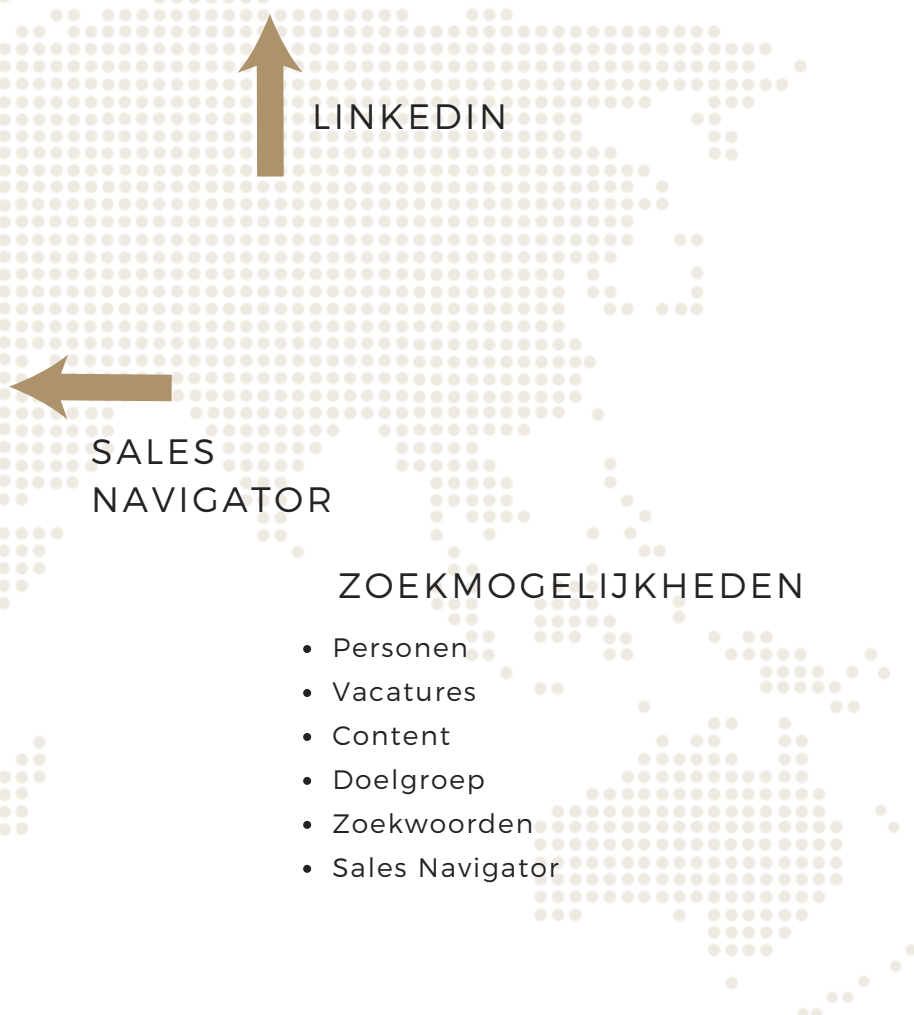 LINKEDIN
SALES
NAVIGATOR
ZOEKMOGELIJKHEDEN
• Personen
• Vacatures
• Content
• Doelgroep
• Zoekwoorden
• Sales Navigator